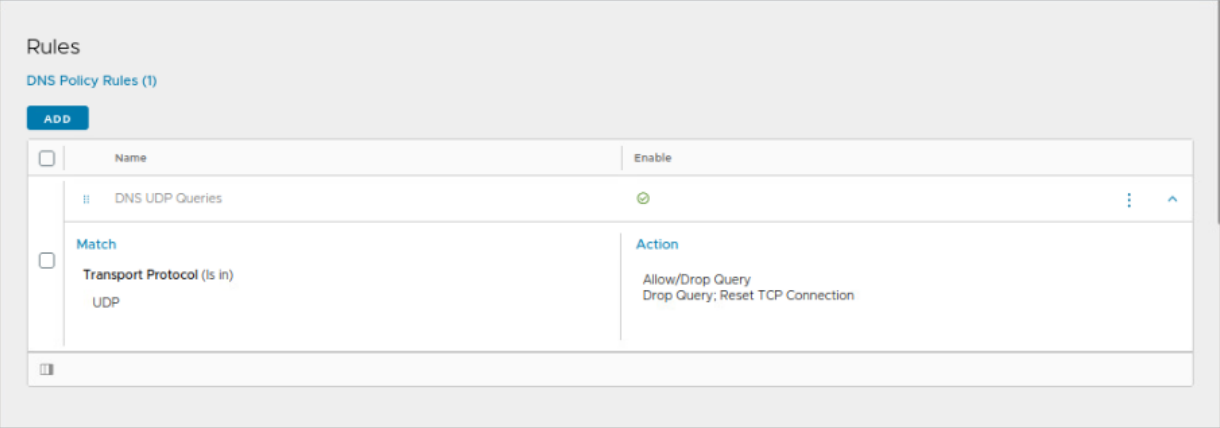 Rules
DNS Policy Rules (1)
ADD
Name Enable
DNS UDP Queries
Match Action
Transport Protocol (Is in)
UDP
Allow/Drop Query
Drop Query; Reset TCP Connection